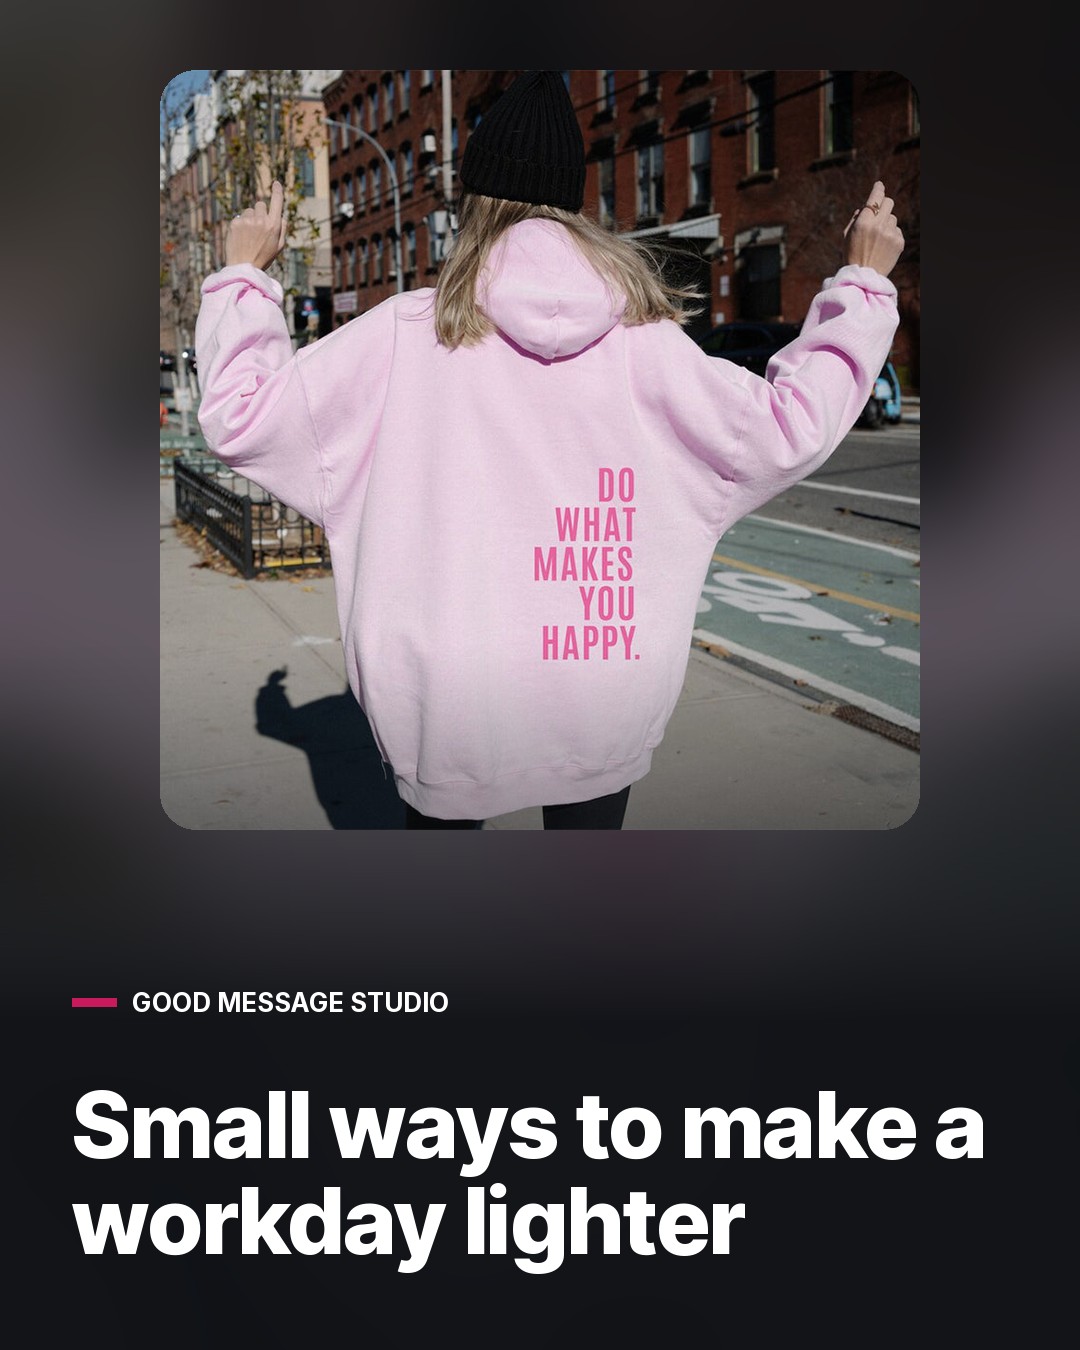 DO
WHAT
MAKES
YOU
HAPPY.
GOOD MESSAGE STUDIO
Small ways to make a
workday lighter